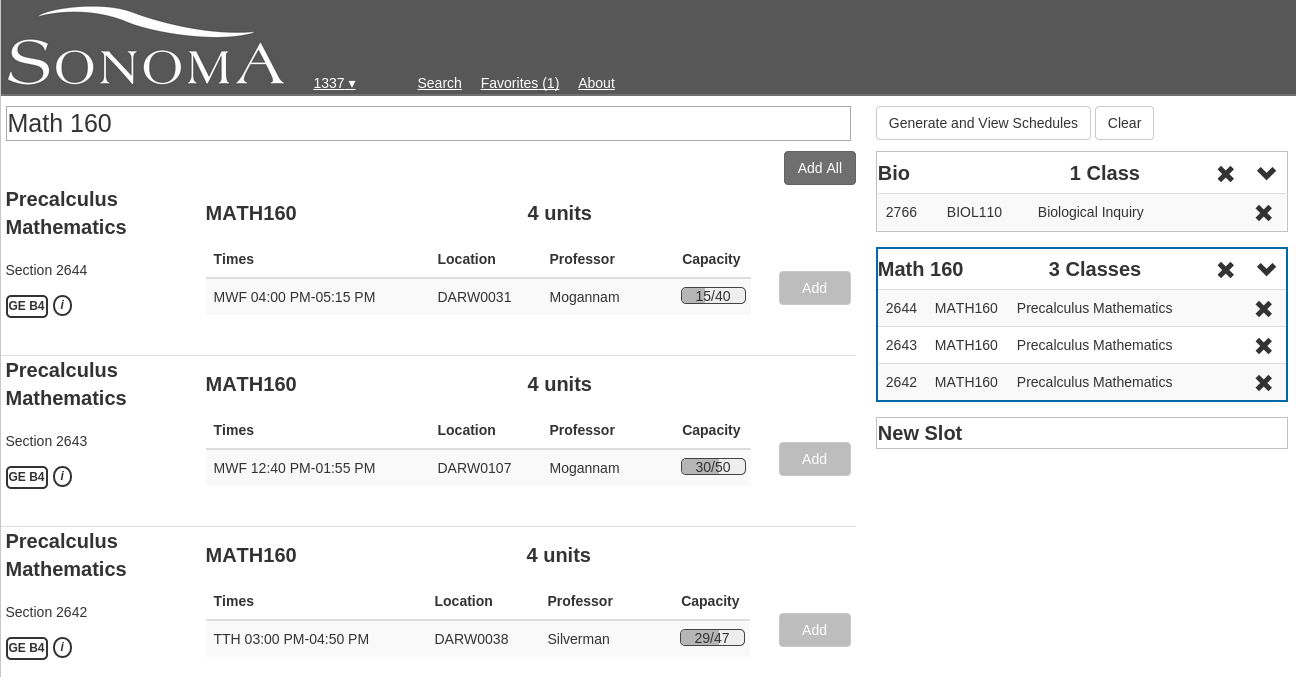 SONOMA
1337 ▾ Search Favorites (1) About
Math 160
Add All
Precalculus
Mathematics
MATH160 4 units
Section 2644
GE B4 i
Times Location Professor Capacity
MWF 04:00 PM-05:15 PM DARW0031 Mogannam 15/40
Add
Precalculus
Mathematics
MATH160 4 units
Section 2643
GE B4 i
Times Location Professor Capacity
MWF 12:40 PM-01:55 PM DARW0107 Mogannam 30/50
Add
Precalculus
Mathematics
MATH160 4 units
Section 2642
GE B4 i
Times Location Professor Capacity
TTH 03:00 PM-04:50 PM DARW0038 Silverman 29/47
Add
Generate and View Schedules Clear
Bio 1 Class
2766 BIOL110 Biological Inquiry
Math 160 3 Classes
2644 MATH160 Precalculus Mathematics
2643 MATH160 Precalculus Mathematics
2642 MATH160 Precalculus Mathematics
New Slot